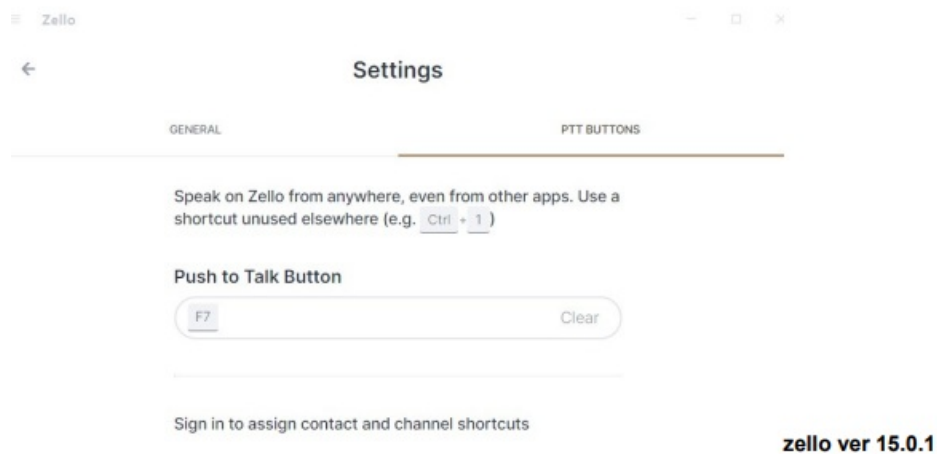 Zello
Settings
GENERAL
PTT BUTTONS
Speak on Zello from anywhere, even from other apps. Use a
shortcut unused elsewhere (e.g. Ctrl + 1 )
Push to Talk Button
F7
Clear
Sign in to assign contact and channel shortcuts
zello ver 15.0.1